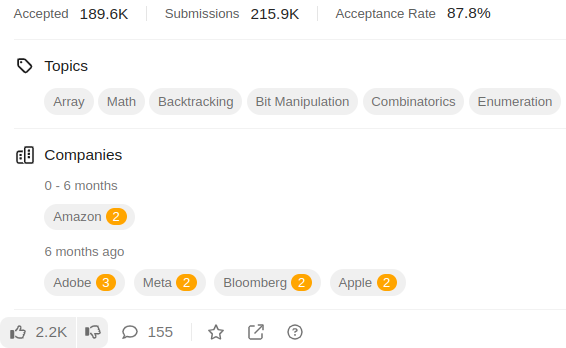 Accepted 189.6K Submissions 215.9K Acceptance Rate 87.8%
Topics
Array Math Backtracking Bit Manipulation Combinatorics Enumeration
Companies
0 - 6 months
Amazon 2
6 months ago
Adobe 3 Meta 2 Bloomberg 2 Apple 2
2.2K 155